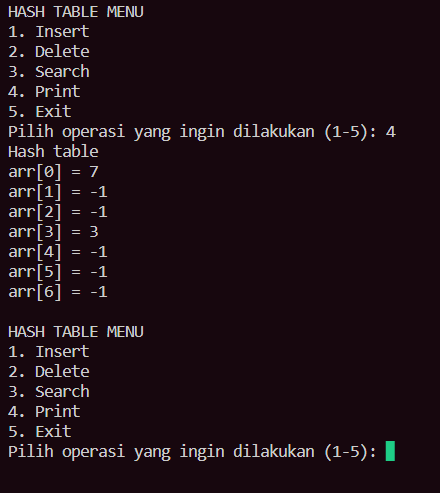 HASH TABLE MENU
1. Insert
2. Delete
3. Search
4. Print
5. Exit
Pilih operasi yang ingin dilakukan (1-5): 4
Hash table
arr[0] = 7
arr[1] = -1
arr[2] = -1
arr[3] = 3
arr[4] = -1
arr[5] = -1
arr[6] = -1
HASH TABLE MENU
1. Insert
2. Delete
3. Search
4. Print
5. Exit
Pilih operasi yang ingin dilakukan (1-5):